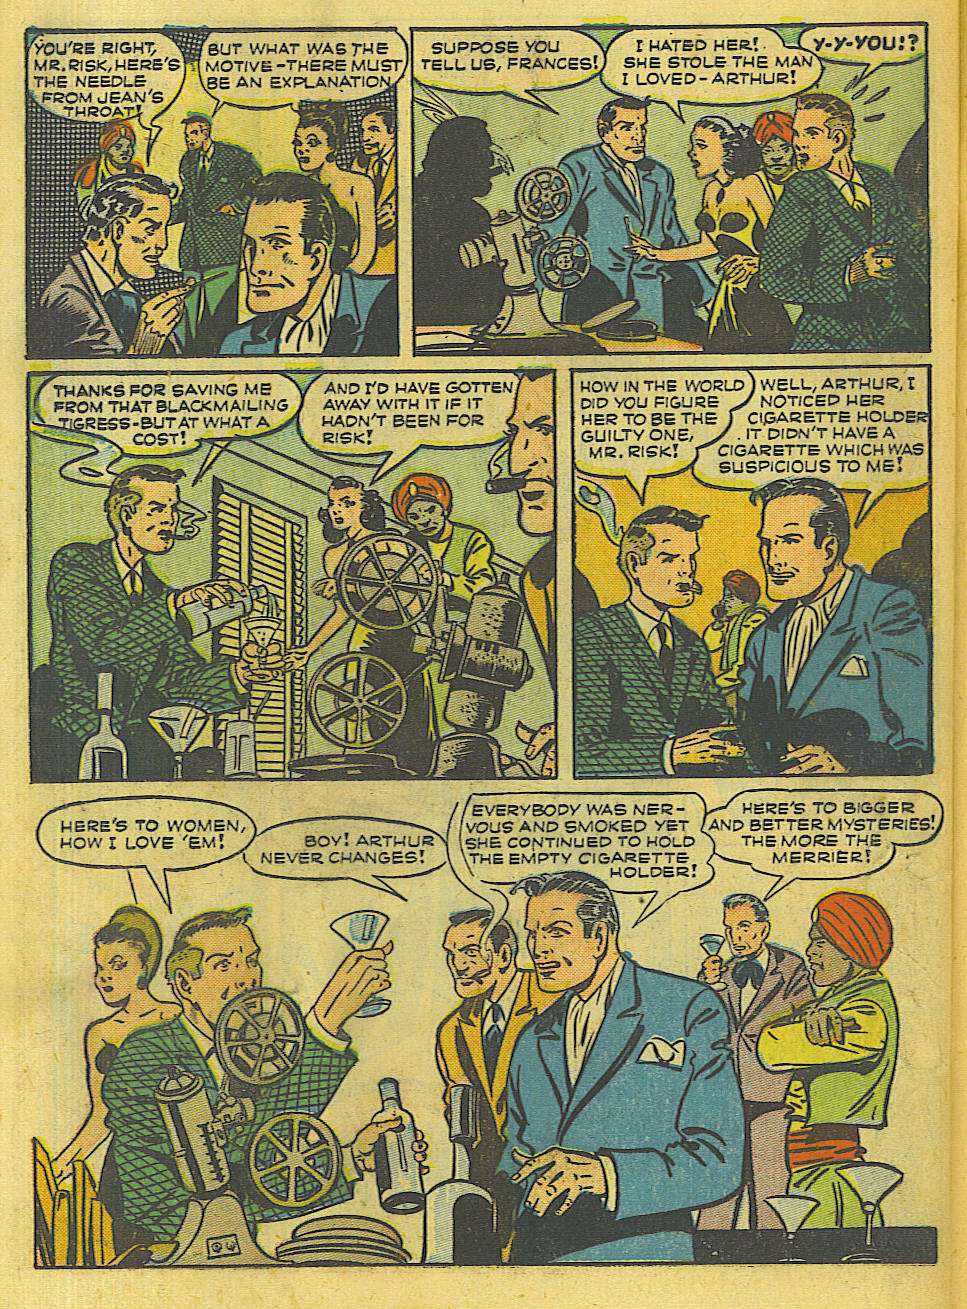 YOU'RE RIGHT,
MR. RISK, HERE'S
THE NEEDLE
FROM JEAN'S
THROAT!
BUT WHAT WAS THE
MOTIVE - THERE MUST
BE AN EXPLANATION
SUPPOSE YOU
TELL US, FRANCES!
I HATED HER!
SHE STOLE THE MAN
I LOVED - ARTHUR!
Y-Y-YOU!?
THANKS FOR SAVING ME
FROM THAT BLACKMAILING
TIGRESS - BUT AT WHAT A
COST!
AND I'D HAVE GOTTEN
AWAY WITH IT IF IT
HADN'T BEEN FOR
RISK!
HOW IN THE WORLD
DID YOU FIGURE
HER TO BE THE
GUILTY ONE,
MR. RISK!
WELL, ARTHUR, I
NOTICED HER
CIGARETTE HOLDER
. IT DIDN'T HAVE A
CIGARETTE WHICH WAS
SUSPICIOUS TO ME!
HERE'S TO WOMEN,
HOW I LOVE 'EM!
BOY! ARTHUR
NEVER CHANGES!
EVERYBODY WAS NER-
VOUS AND SMOKED YET
SHE CONTINUED TO HOLD
THE EMPTY CIGARETTE
HOLDER!
HERE'S TO BIGGER
AND BETTER MYSTERIES!
THE MORE THE
MERRIER!